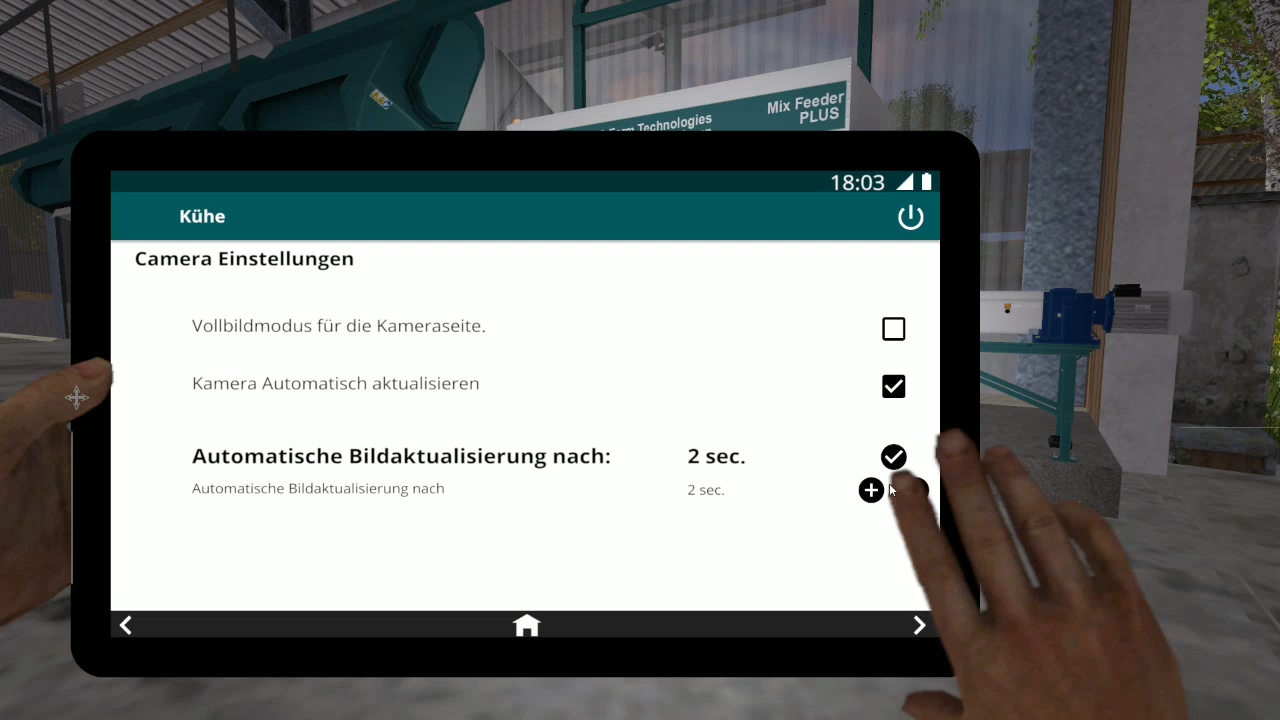 Mix Feeder
PLUS
Technologies
18:03
Kühe
Camera Einstellungen
Vollbildmodus für die Kameraseite.
Kamera Automatisch aktualisieren
Automatische Bildaktualisierung nach: 2 sec.
Automatische Bildaktualisierung nach 2 sec.